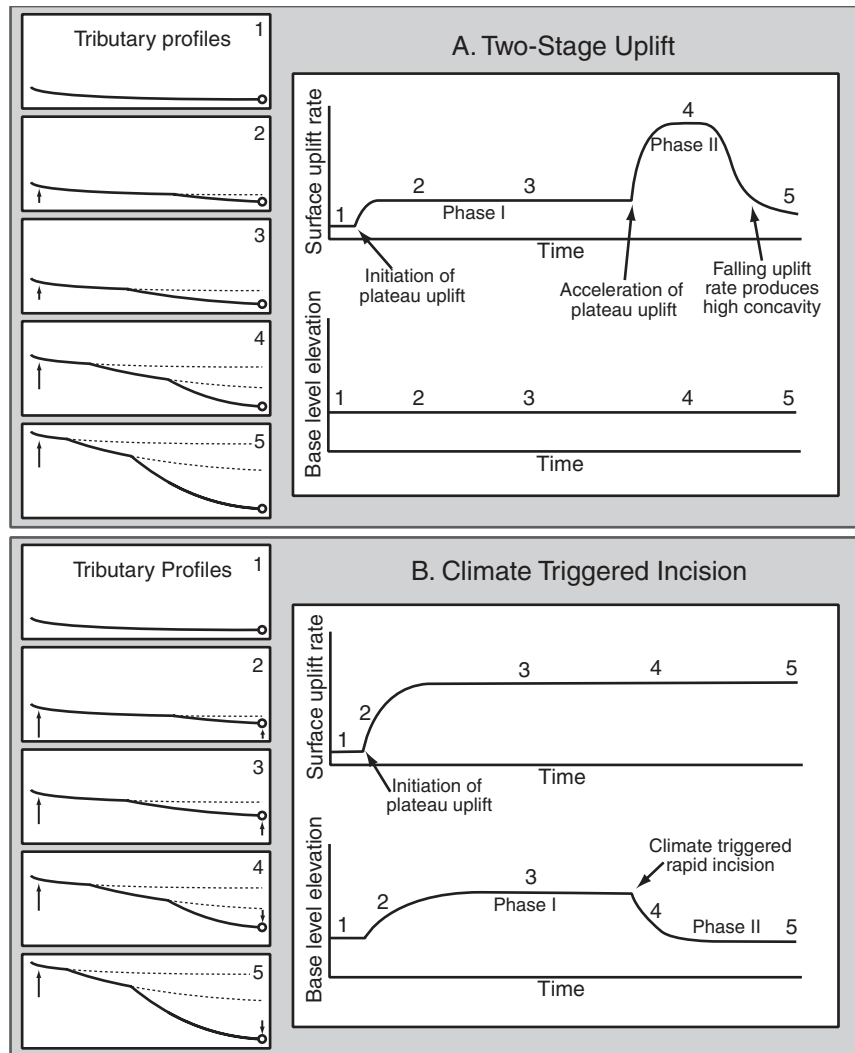 Tributary profiles 1
2
3
4
5
A. Two-Stage Uplift
Surface uplift rate
1
2
3
4
5
Phase I
Phase II
Time
Initiation of
plateau uplift
Acceleration of
plateau uplift
Falling uplift
rate produces
high concavity
Base level elevation
1
2
3
4
5
Time
Tributary Profiles 1
2
3
4
5
B. Climate Triggered Incision
Surface uplift rate
1
2
3
4
5
Time
Initiation of
plateau uplift
Base level elevation
1
2
3
4
5
Phase I
Phase II
Climate triggered
rapid incision
Time